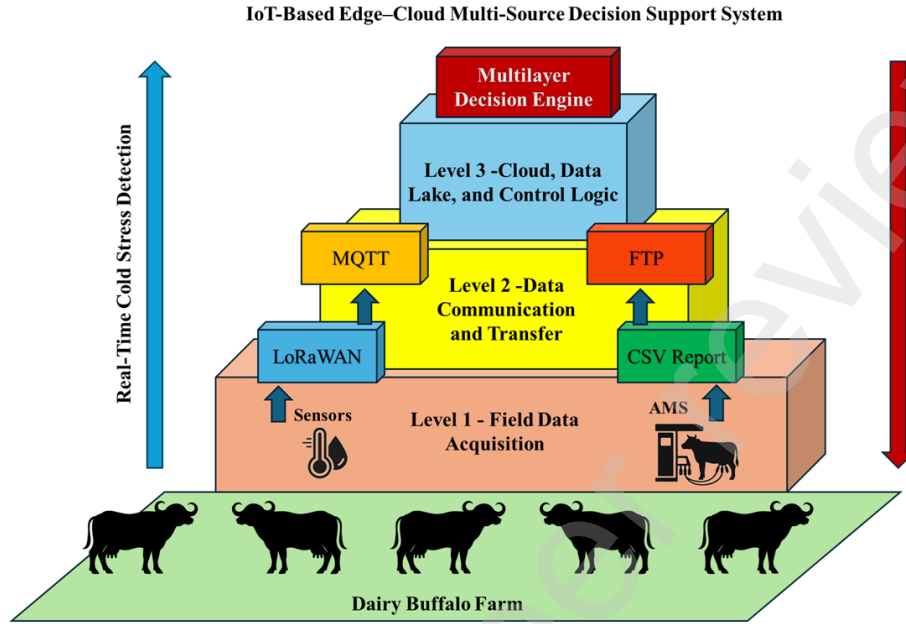 IoT-Based Edge–Cloud Multi-Source Decision Support System
Multilayer
Decision Engine
Level 3 -Cloud, Data
Lake, and Control Logic
MQTT
FTP
Level 2 -Data
Communication
and Transfer
LoRaWAN
CSV Report
Sensors
AMS
Level 1 - Field Data
Acquisition
Real-Time Cold Stress Detection
Dairy Buffalo Farm
er review